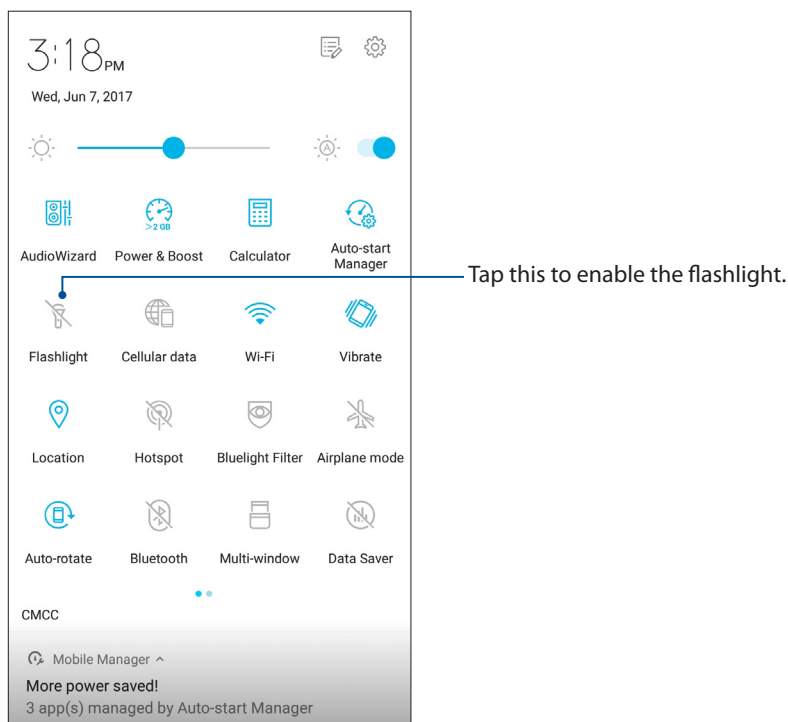 3:18PM
Wed, Jun 7, 2017
A
>2 GB
AudioWizard Power & Boost Calculator Auto-start Manager
Tap this to enable the flashlight.
Flashlight Cellular data Wi-Fi Vibrate
Location Hotspot Bluelight Filter Airplane mode
Auto-rotate Bluetooth Multi-window Data Saver
CMCC
Mobile Manager
More power saved!
3 app(s) managed by Auto-start Manager